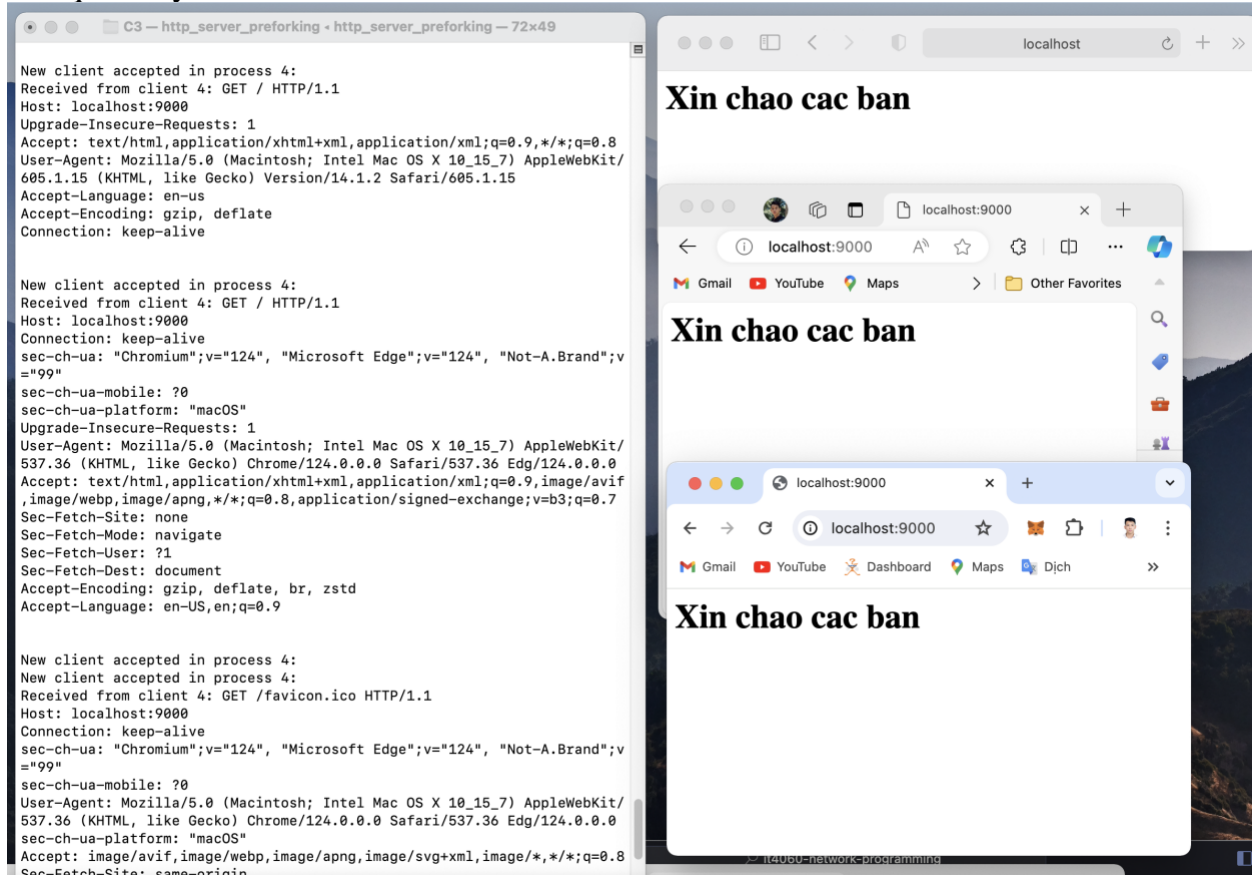 C3 — http_server_preforking ◂ http_server_preforking — 72×49
New client accepted in process 4:
Received from client 4: GET / HTTP/1.1
Host: localhost:9000
Upgrade-Insecure-Requests: 1
Accept: text/html,application/xhtml+xml,application/xml;q=0.9,*/*;q=0.8
User-Agent: Mozilla/5.0 (Macintosh; Intel Mac OS X 10_15_7) AppleWebKit/
605.1.15 (KHTML, like Gecko) Version/14.1.2 Safari/605.1.15
Accept-Language: en-us
Accept-Encoding: gzip, deflate
Connection: keep-alive
New client accepted in process 4:
Received from client 4: GET / HTTP/1.1
Host: localhost:9000
Connection: keep-alive
sec-ch-ua: "Chromium";v="124", "Microsoft Edge";v="124", "Not-A.Brand";v
="99"
sec-ch-ua-mobile: ?0
sec-ch-ua-platform: "macOS"
Upgrade-Insecure-Requests: 1
User-Agent: Mozilla/5.0 (Macintosh; Intel Mac OS X 10_15_7) AppleWebKit/
537.36 (KHTML, like Gecko) Chrome/124.0.0.0 Safari/537.36 Edg/124.0.0.0
Accept: text/html,application/xhtml+xml,application/xml;q=0.9,image/avif
,image/webp,image/apng,*/*;q=0.8,application/signed-exchange;v=b3;q=0.7
Sec-Fetch-Site: none
Sec-Fetch-Mode: navigate
Sec-Fetch-User: ?1
Sec-Fetch-Dest: document
Accept-Encoding: gzip, deflate, br, zstd
Accept-Language: en-US,en;q=0.9
New client accepted in process 4:
New client accepted in process 4:
Received from client 4: GET /favicon.ico HTTP/1.1
Host: localhost:9000
Connection: keep-alive
sec-ch-ua: "Chromium";v="124", "Microsoft Edge";v="124", "Not-A.Brand";v
="99"
sec-ch-ua-mobile: ?0
User-Agent: Mozilla/5.0 (Macintosh; Intel Mac OS X 10_15_7) AppleWebKit/
537.36 (KHTML, like Gecko) Chrome/124.0.0.0 Safari/537.36 Edg/124.0.0.0
sec-ch-ua-platform: "macOS"
Accept: image/avif,image/webp,image/apng,image/svg+xml,image/*,*/*;q=0.8
Sec-Fetch-Site: same-origin
localhost
Xin chao cac ban
localhost:9000
localhost:9000
Gmail YouTube Maps Other Favorites
Xin chao cac ban
localhost:9000
localhost:9000
Gmail YouTube Dashboard Maps Dịch
Xin chao cac ban
it4060-network-programming